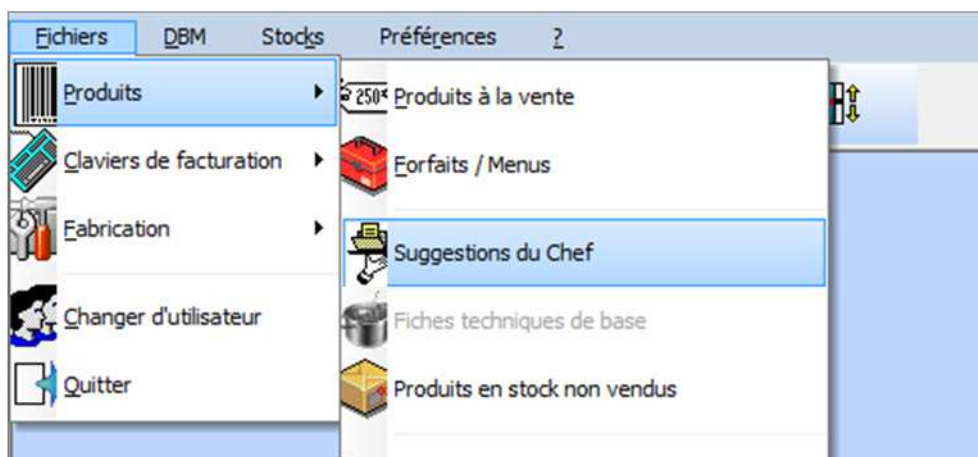 Fichiers DBM Stocks Préférences ?
Produits
Claviers de facturation
Fabrication
Changer d'utilisateur
Quitter
250
Produits à la vente
Forfaits / Menus
Suggestions du Chef
Fiches techniques de base
Produits en stock non vendus